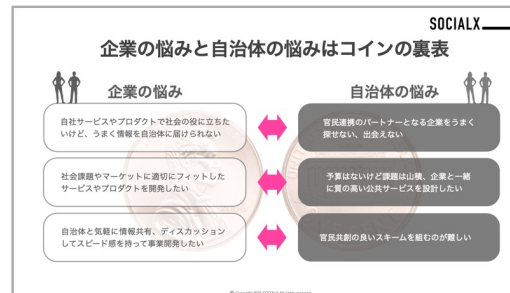 SOCIALX
企業の悩みと自治体の悩みはコインの裏表
企業の悩み
自社サービスやプロダクトで社会の役に立ち
たいけど、うまく情報を自治体に届けられない
社会課題やマーケットに適切にフィットした
サービスやプロダクトを開発したい
自治体と気軽に情報共有、ディスカッション
してスピード感を持って事業開発したい
自治体の悩み
官民連携のパートナーとなる企業をうまく
探せない、出会えない
予算はないけど課題は山積、企業と一緒
に質の高い公共サービスを設計したい
官民共創の良いスキームを組むのが難しい